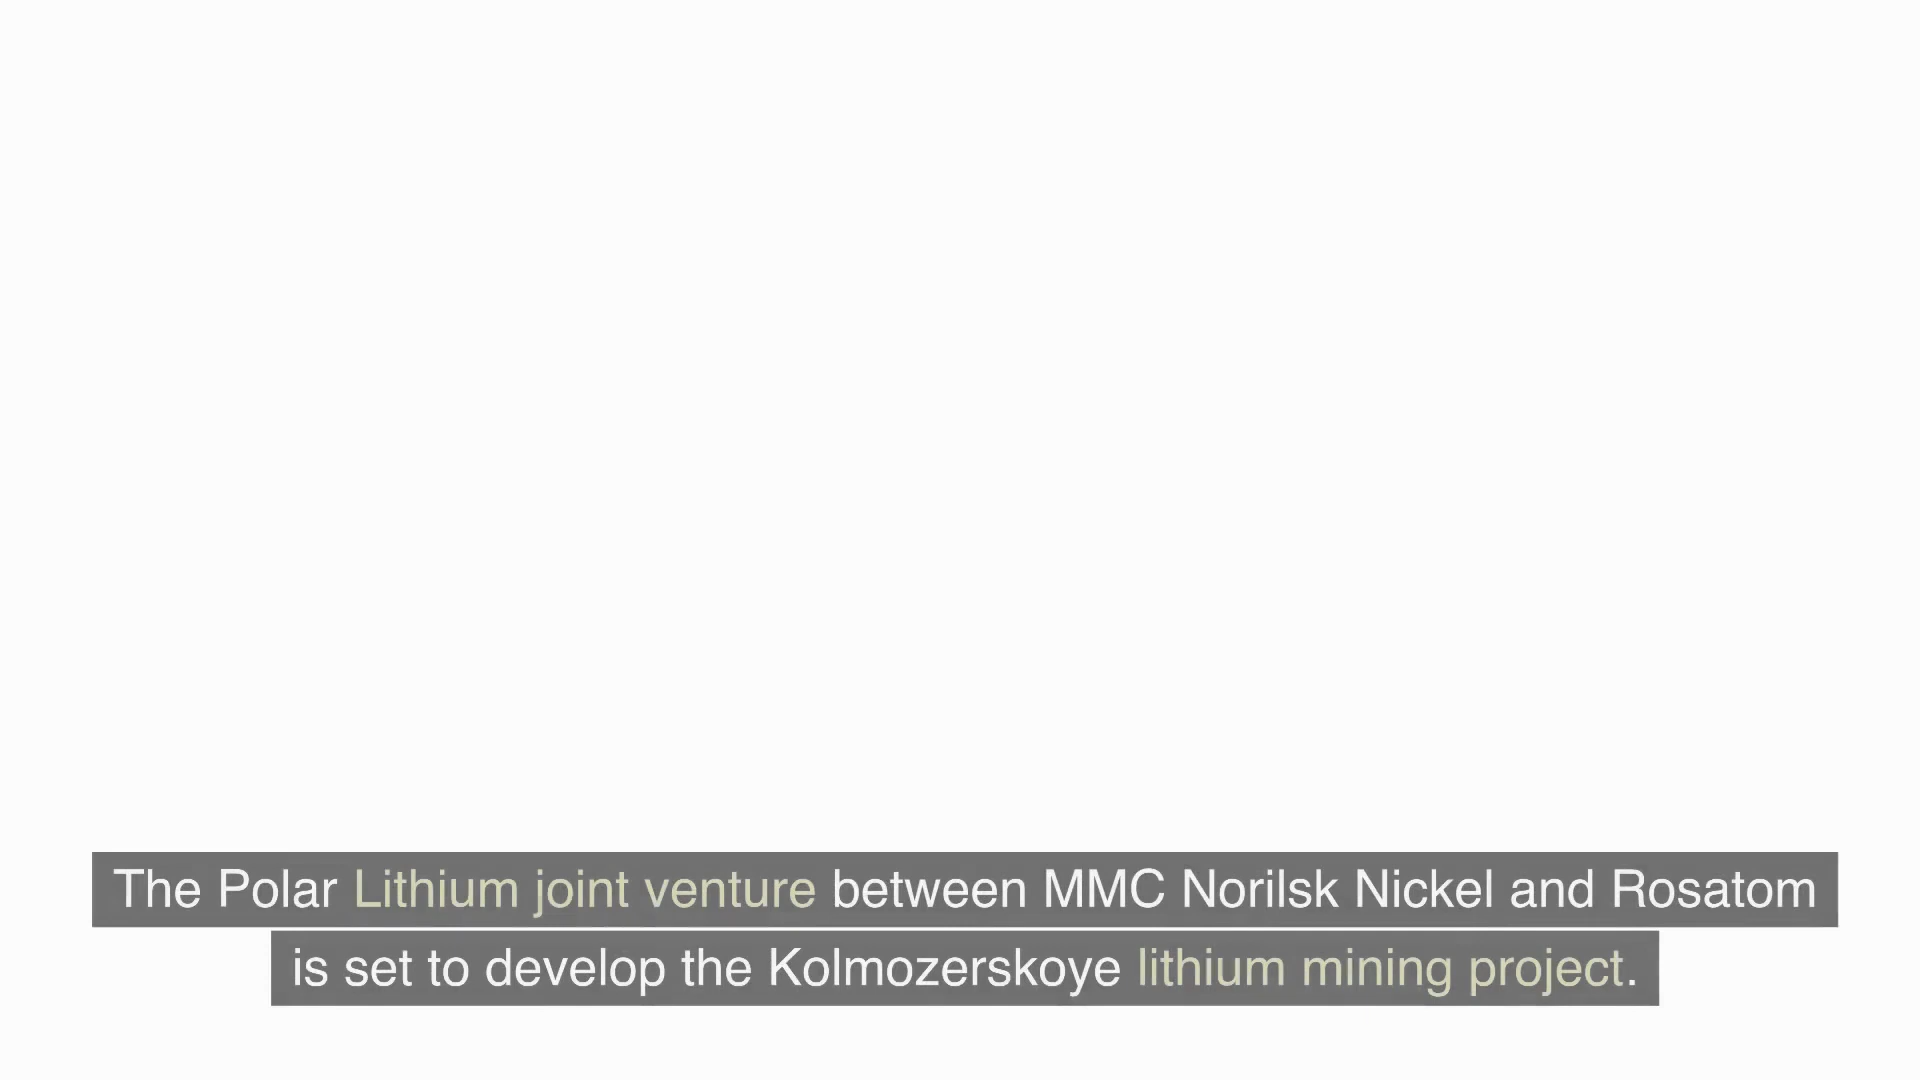 The Polar Lithium joint venture between MMC Norilsk Nickel and Rosatom
is set to develop the Kolmozerskoye lithium mining project.